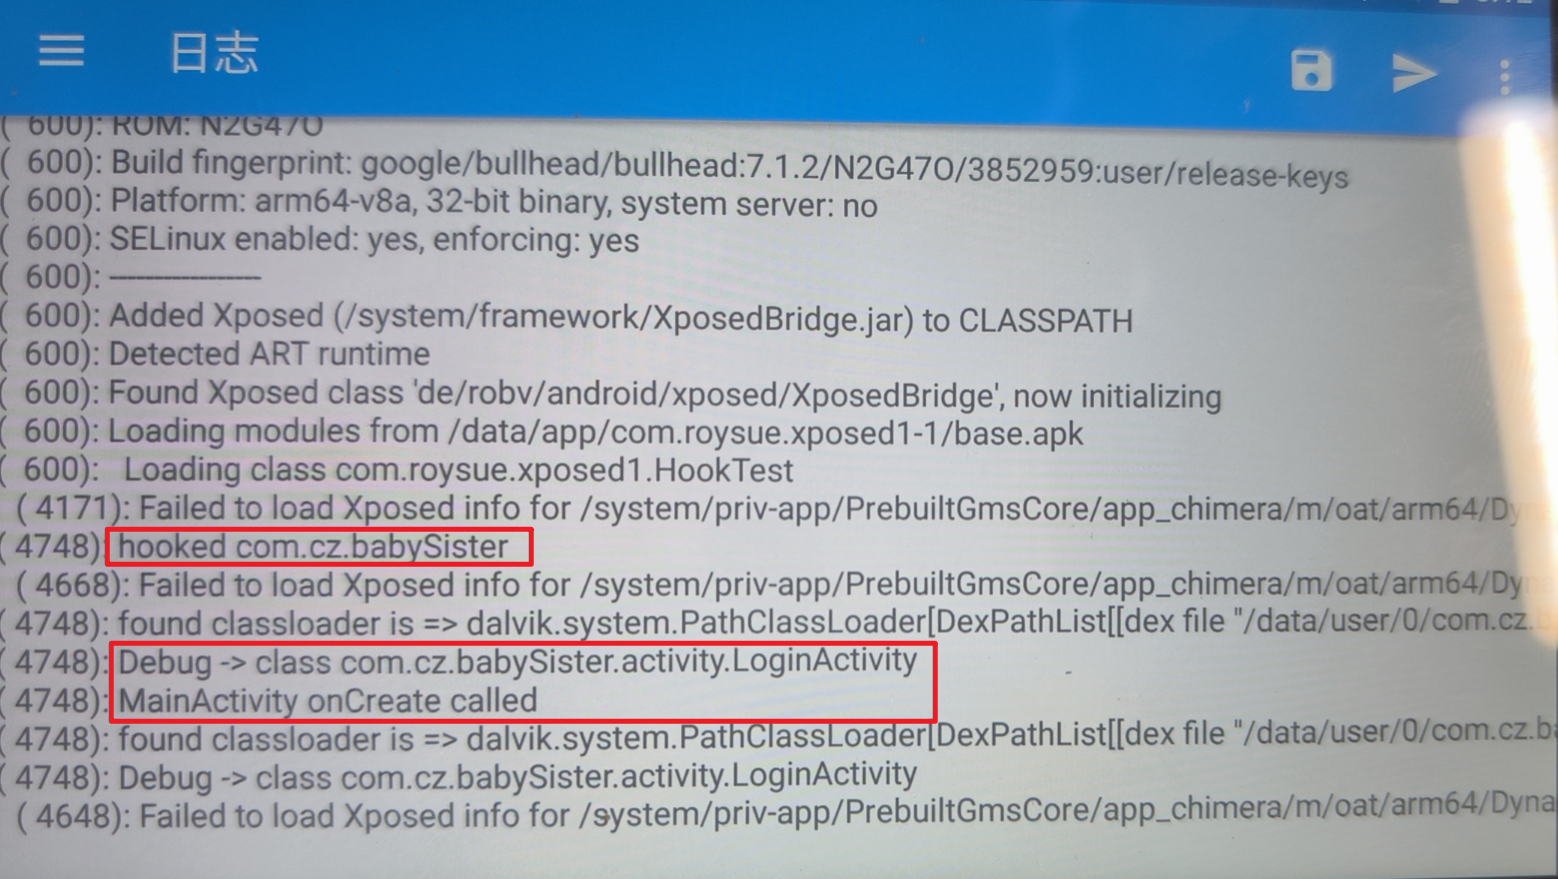 日志
( 600): ROM: N2G47O
( 600): Build fingerprint: google/bullhead/bullhead:7.1.2/N2G47O/3852959:user/release-keys
( 600): Platform: arm64-v8a, 32-bit binary, system server: no
( 600): SELinux enabled: yes, enforcing: yes
( 600): -----------------
( 600): Added Xposed (/system/framework/XposedBridge.jar) to CLASSPATH
( 600): Detected ART runtime
( 600): Found Xposed class 'de/robv/android/xposed/XposedBridge', now initializing
( 600): Loading modules from /data/app/com.roysue.xposed1-1/base.apk
( 600): Loading class com.roysue.xposed1.HookTest
( 4171): Failed to load Xposed info for /system/priv-app/PrebuiltGmsCore/app_chimera/m/oat/arm64/Dy
( 4748): hooked com.cz.babySister
( 4668): Failed to load Xposed info for /system/priv-app/PrebuiltGmsCore/app_chimera/m/oat/arm64/Dyna
( 4748): found classloader is => dalvik.system.PathClassLoader[DexPathList[[dex file "/data/user/0/com.cz.
( 4748): Debug -> class com.cz.babySister.activity.LoginActivity
( 4748): MainActivity onCreate called
( 4748): found classloader is => dalvik.system.PathClassLoader[DexPathList[[dex file "/data/user/0/com.cz.ba
( 4748): Debug -> class com.cz.babySister.activity.LoginActivity
( 4648): Failed to load Xposed info for /system/priv-app/PrebuiltGmsCore/app_chimera/m/oat/arm64/Dyna